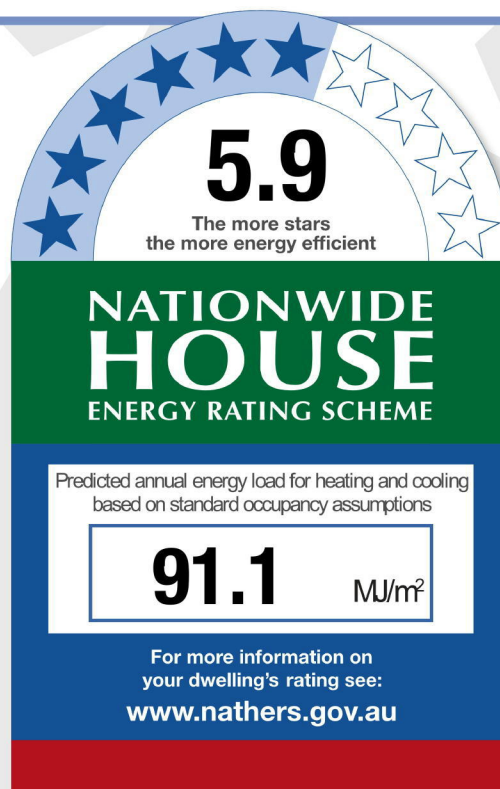 5.9
The more stars
the more energy efficient
NATIONWIDE
HOUSE
ENERGY RATING SCHEME
Predicted annual energy load for heating and cooling
based on standard occupancy assumptions
91.1 MJ/m²
For more information on
your dwelling's rating see:
www.nathers.gov.au